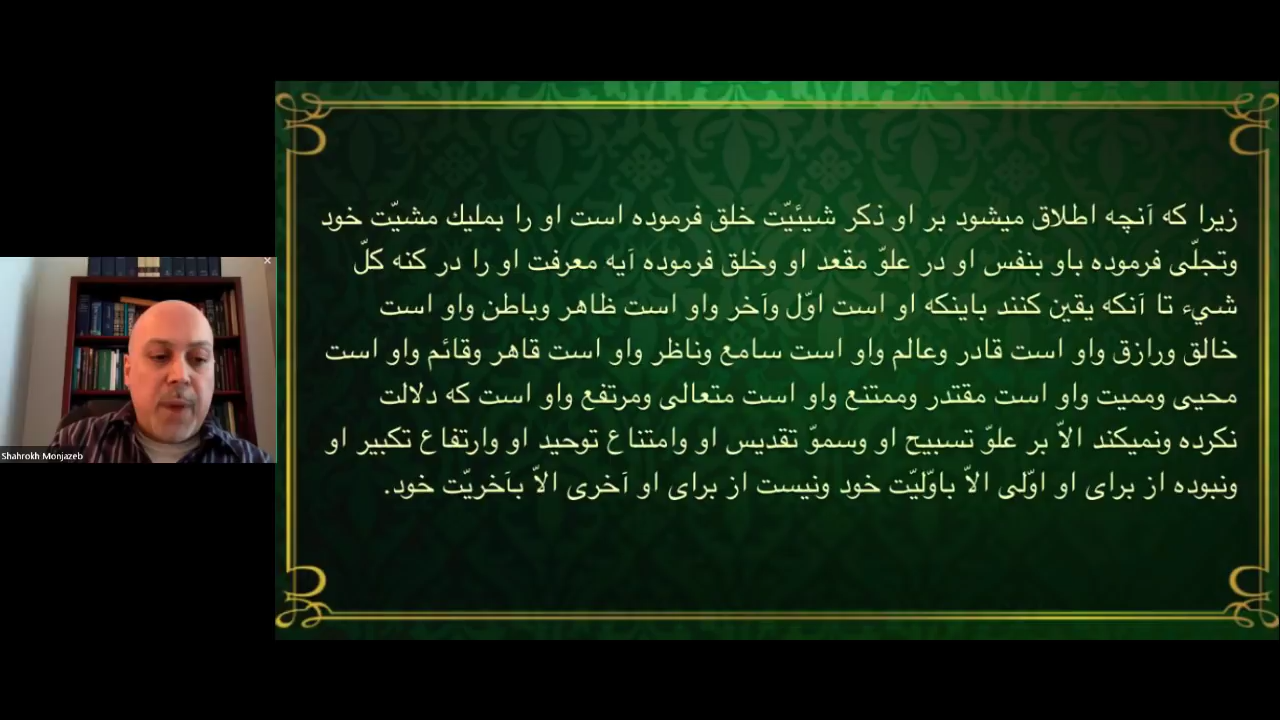 زیرا که آنچه اطلاق میشود بر او ذکر شیئیّت خلق فرموده است او را بملیك مشیّت خود
وتجلّی فرموده باو بنفس او در علوّ مقعد او وخلق فرموده آیه معرفت او را در کنه کلّ
شيء تا آنکه یقین کنند باینکه او است اوّل وآخر واو است ظاهر وباطن واو است
خالق ورازق واو است قادر وعالم واو است سامع وناظر واو است قاهر وقائم واو است
محیی وممیت واو است مقتدر وممتنع واو است متعالی ومرتفع واو است که دلالت
نکرده ونمیکند الاّ بر علوّ تسبیح او وسموّ تقدیس او وامتناع توحید او وارتفاع تکبیر او
ونبوده از برای او اوّلی الاّ باوّلیّت خود ونیست از برای او آخری الاّ بآخریّت خود.
Shahrokh Monjazeb